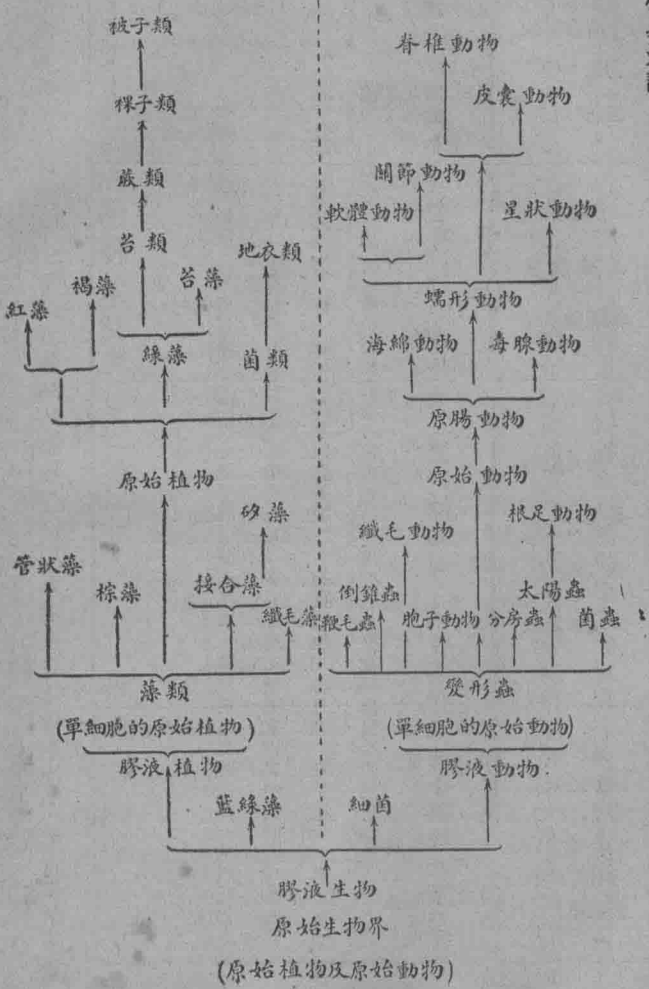 被子類
稞子類
蕨類
苔類
地衣類
紅藻
褐藻
苔藻
綠藻
菌類
原始植物
矽藻
管狀藻
棕藻
接合藻
纖毛藻
藻類
(單細胞的原始植物)
膠液植物
藍綠藻
脊椎動物
皮囊動物
關節動物
軟體動物
星狀動物
蠕形動物
海綿動物
毒腺動物
原腸動物
原始動物
纖毛動物
根足動物
倒錐蟲
太陽蟲
鞭毛蟲
胞子動物
分房蟲
菌蟲
變形蟲
(單細胞的原始動物)
膠液動物
細菌
膠液生物
原始生物界
(原始植物及原始動物)